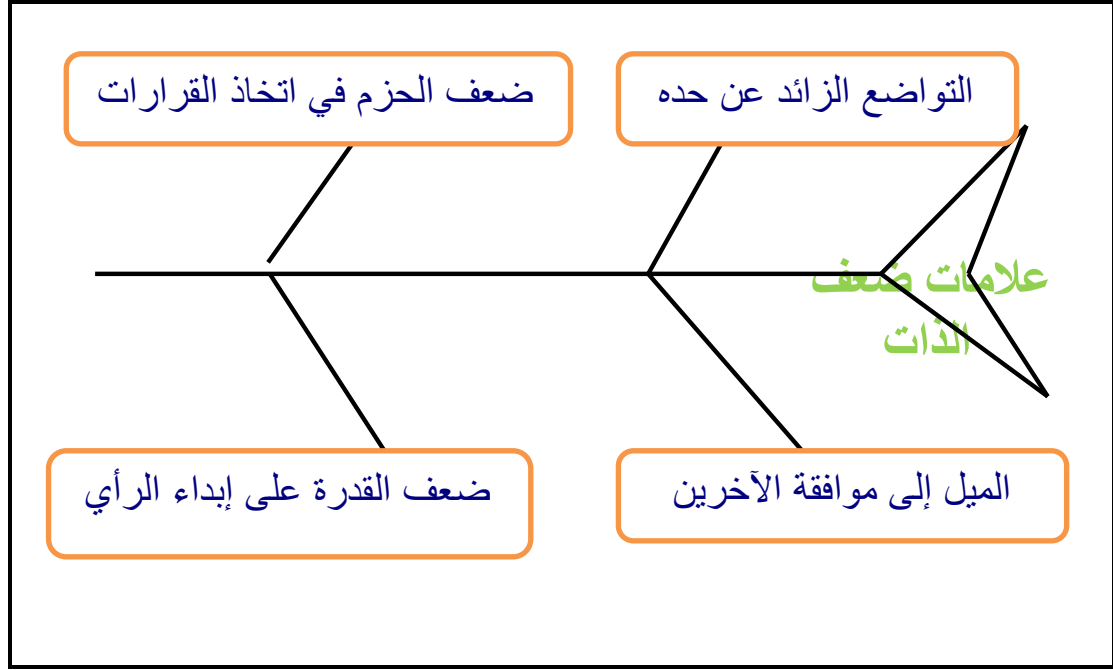 التواضع الزائد عن حده
ضعف الحزم في اتخاذ القرارات
علامات ضعف
الذات
الميل إلى موافقة الآخرين
ضعف القدرة على إبداء الرأي